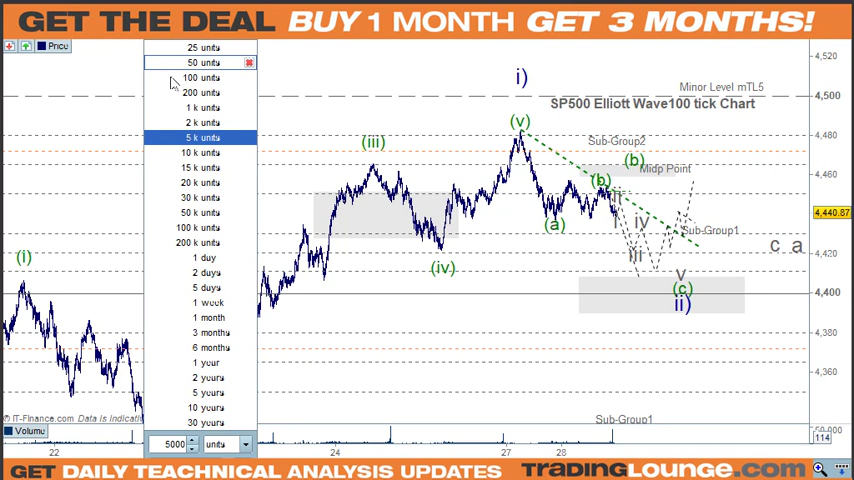 GET THE DEAL BUY 1 MONTH GET 3 MONTHS!
Price
25 units
50 units
100 units
200 units
1 k units
2 k units
5 k units
10 k units
15 k units
20 k units
30 k units
50 k units
100 k units
200 k units
1 day
2 days
5 days
1 week
1 month
3 months
6 months
1 year
2 years
5 years
10 years
30 years
5000 units
i)
Minor Level mTL5
SP500 Elliott Wave100 tick Chart
(v)
(iii)
Sub-Group2
(b)
Midp Point
(b)
ii
i
iv
(a)
Sub-Group1
(i)
(iv)
iii
c a
v
(c)
ii)
4,520
4,500
4,480
4,460
4,440.87
4,420
4,400
4,380
4,360
© IT-Finance.com Data is indicati
Sub-Group1
Volume
50,000
114
22
24
27
28
GET DAILY TEACHNICAL ANALYSIS UPDATES TRADINGLOUNGE.com